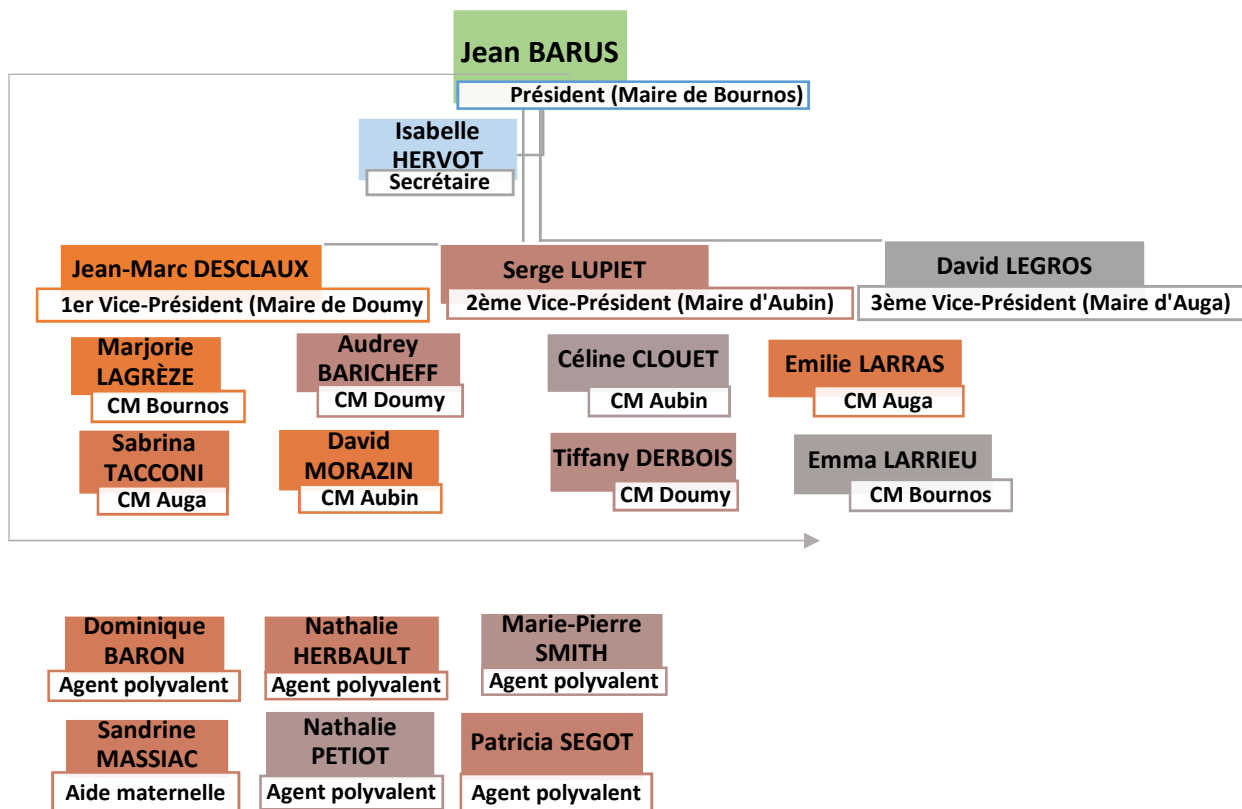 Jean BARUS
Président (Maire de Bournos)
Isabelle
HERVOT
Secrétaire
Jean-Marc DESCLAUX
1er Vice-Président (Maire de Doumy
Serge LUPIET
2ème Vice-Président (Maire d'Aubin)
David LEGROS
3ème Vice-Président (Maire d'Auga)
Marjorie
LAGRÈZE
CM Bournos
Audrey
BARICHEFF
CM Doumy
Céline CLOUET
CM Aubin
Emilie LARRAS
CM Auga
Sabrina
TACCONI
CM Auga
David
MORAZIN
CM Aubin
Tiffany DERBOIS
CM Doumy
Emma LARRIEU
CM Bournos
Dominique
BARON
Agent polyvalent
Nathalie
HERBAULT
Agent polyvalent
Marie-Pierre
SMITH
Agent polyvalent
Sandrine
MASSIAC
Aide maternelle
Nathalie
PETIOT
Agent polyvalent
Patricia SEGOT
Agent polyvalent